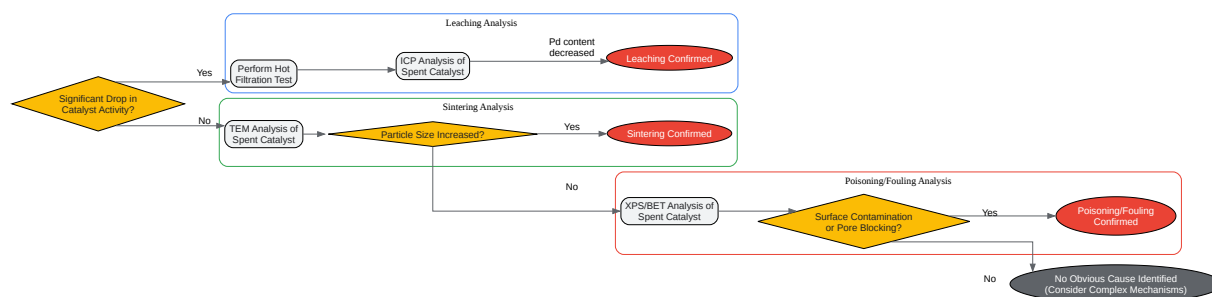 Leaching Analysis
Pd content
decreased
Perform Hot
Filtration Test
ICP Analysis of
Spent Catalyst
Leaching Confirmed
Yes
Significant Drop in
Catalyst Activity?
No
Sintering Analysis
TEM Analysis of
Spent Catalyst
Particle Size Increased?
Yes
Sintering Confirmed
No
Poisoning/Fouling Analysis
XPS/BET Analysis of
Spent Catalyst
Surface Contamination
or Pore Blocking?
Yes
Poisoning/Fouling
Confirmed
No
No Obvious Cause Identified
(Consider Complex Mechanisms)